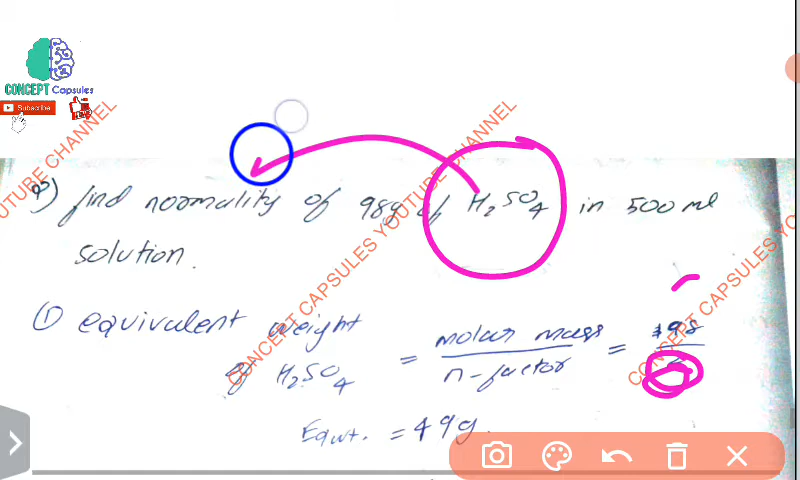 CONCEPT Capsules
Subscribe
CONCEPT CAPSULES YOUTUBE CHANNEL
Q) find normality of 98g of H₂SO₄ in 500 ml
solution.
① equivalent weight of H₂SO₄ = molar mass / n-factor = 98 / 2
Eqwt. = 49g.